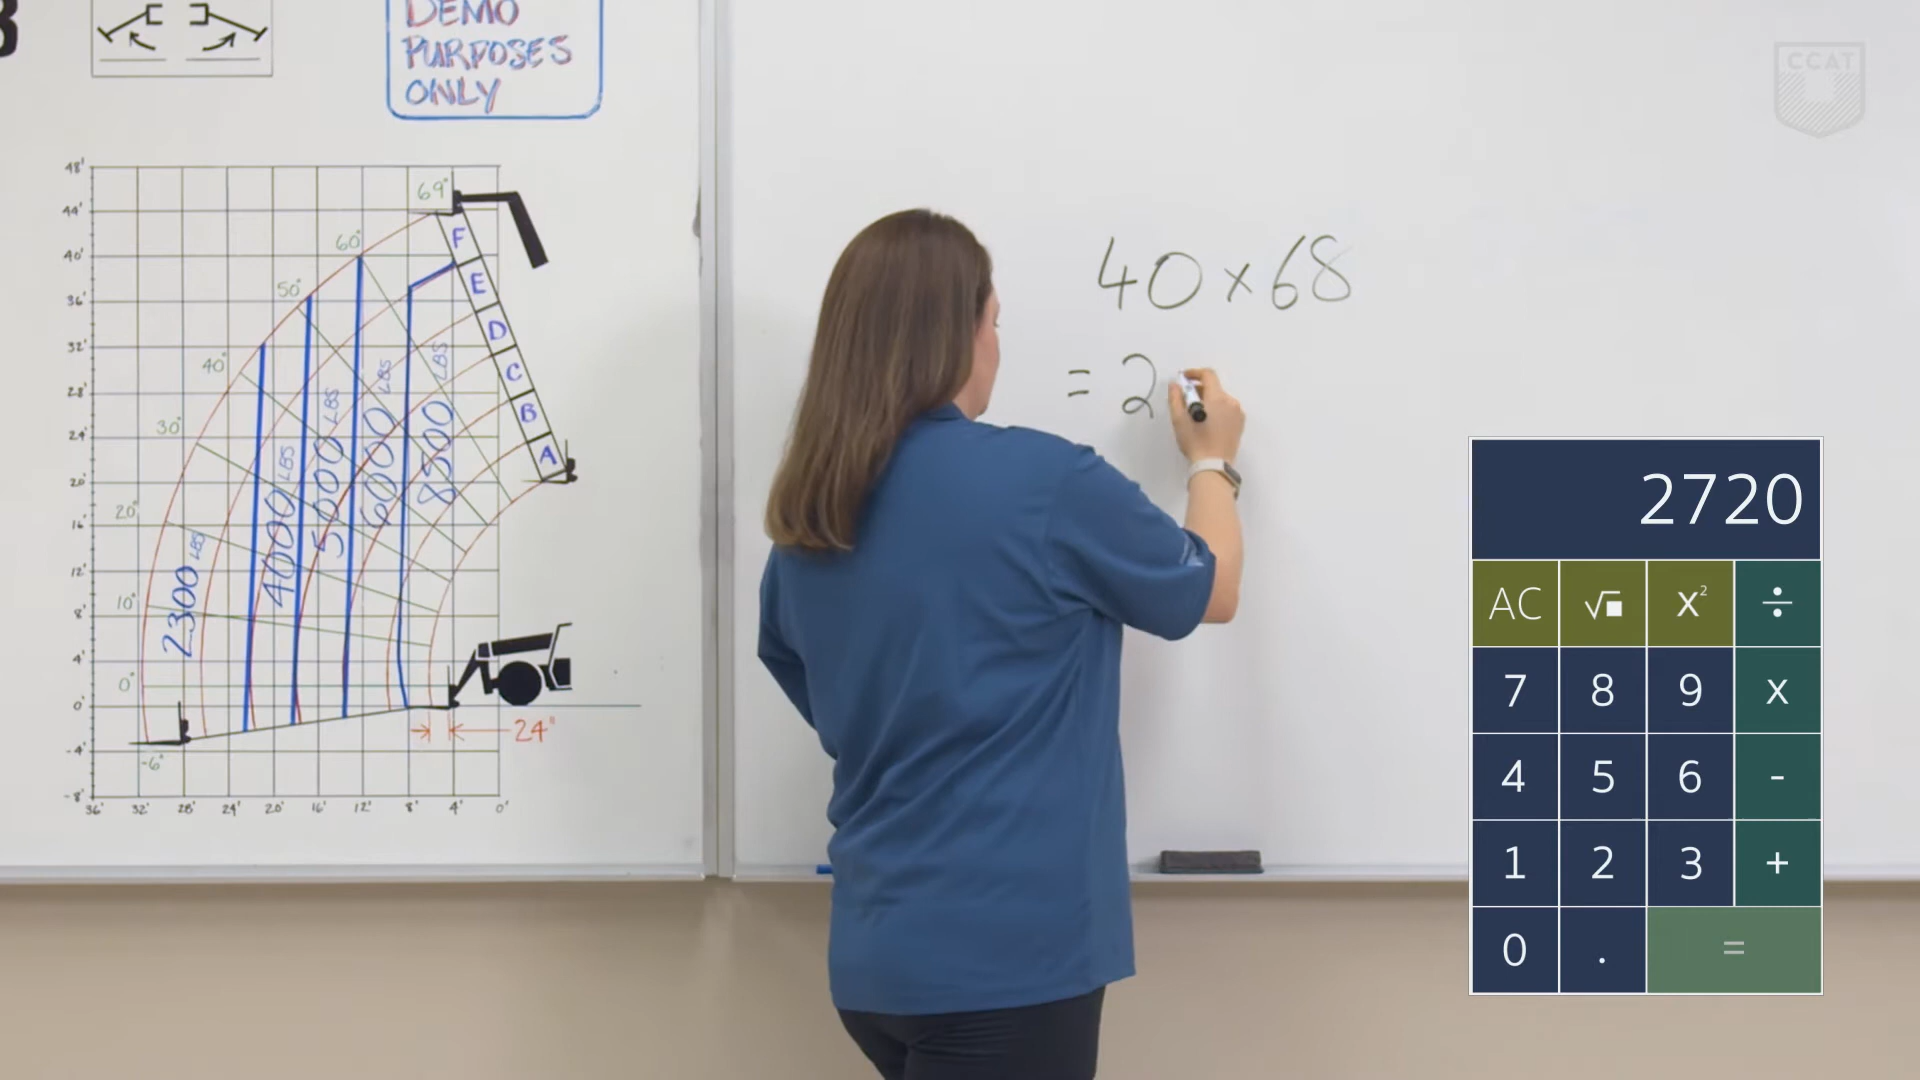 DEMO
PURPOSES
ONLY
48'
44'
40'
36'
32'
28'
24'
20'
16'
12'
8'
4'
0'
-4'
-8'
36'
32'
28'
24'
20'
16'
12'
8'
4'
0'
69°
60°
50°
40°
30°
20°
10°
0°
-6°
F
E
D
C
B
A
2300 LBS
4000 LBS
5000 LBS
6000 LBS
8500 LBS
24"
40 x 68
= 2
CCAT
2720
AC √■ x² ÷
7 8 9 x
4 5 6 -
1 2 3 +
0 . =